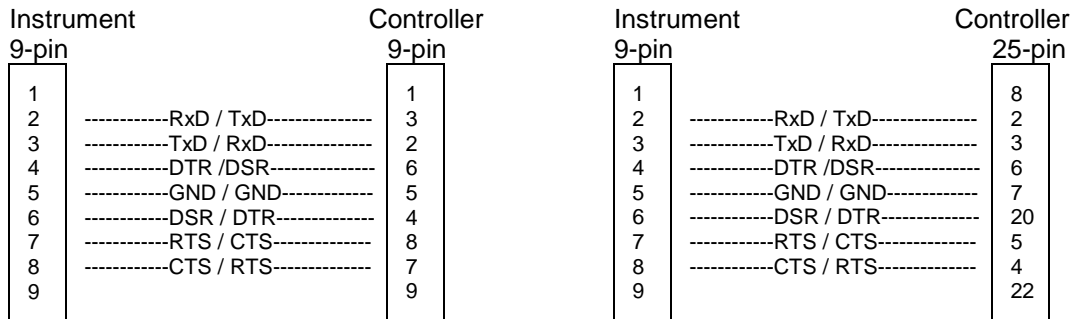 Instrument Controller Instrument Controller
9-pin 9-pin 9-pin 25-pin
1 1 1 8
2 -------------RxD / TxD---------------- 3 2 -------------RxD / TxD---------------- 2
3 -------------TxD / RxD---------------- 2 3 -------------TxD / RxD---------------- 3
4 -------------DTR /DSR---------------- 6 4 -------------DTR /DSR---------------- 6
5 -------------GND / GND-------------- 5 5 -------------GND / GND-------------- 7
6 -------------DSR / DTR--------------- 4 6 -------------DSR / DTR--------------- 20
7 -------------RTS / CTS--------------- 8 7 -------------RTS / CTS--------------- 5
8 -------------CTS / RTS--------------- 7 8 -------------CTS / RTS--------------- 4
9 9 9 22